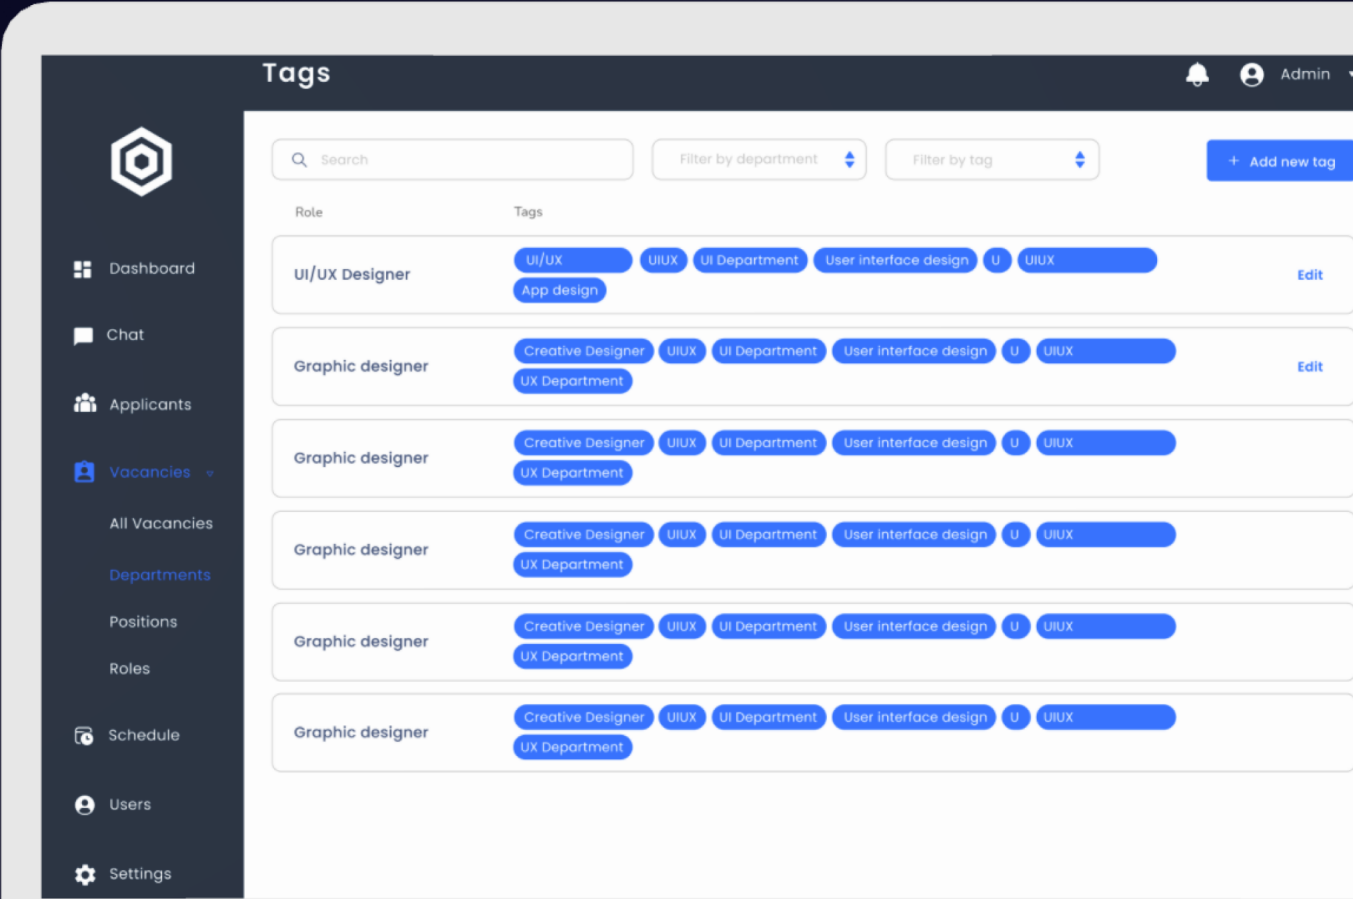 Tags
Admin
Search
Filter by department
Filter by tag
+ Add new tag
Role Tags
Dashboard
Chat
Applicants
Vacancies
All Vacancies
Departments
Positions
Roles
Schedule
Users
Settings
UI/UX Designer
UI/UX UIUX UI Department User interface design U UIUX
App design
Edit
Graphic designer
Creative Designer UIUX UI Department User interface design U UIUX
UX Department
Edit
Graphic designer
Creative Designer UIUX UI Department User interface design U UIUX
UX Department
Graphic designer
Creative Designer UIUX UI Department User interface design U UIUX
UX Department
Graphic designer
Creative Designer UIUX UI Department User interface design U UIUX
UX Department
Graphic designer
Creative Designer UIUX UI Department User interface design U UIUX
UX Department